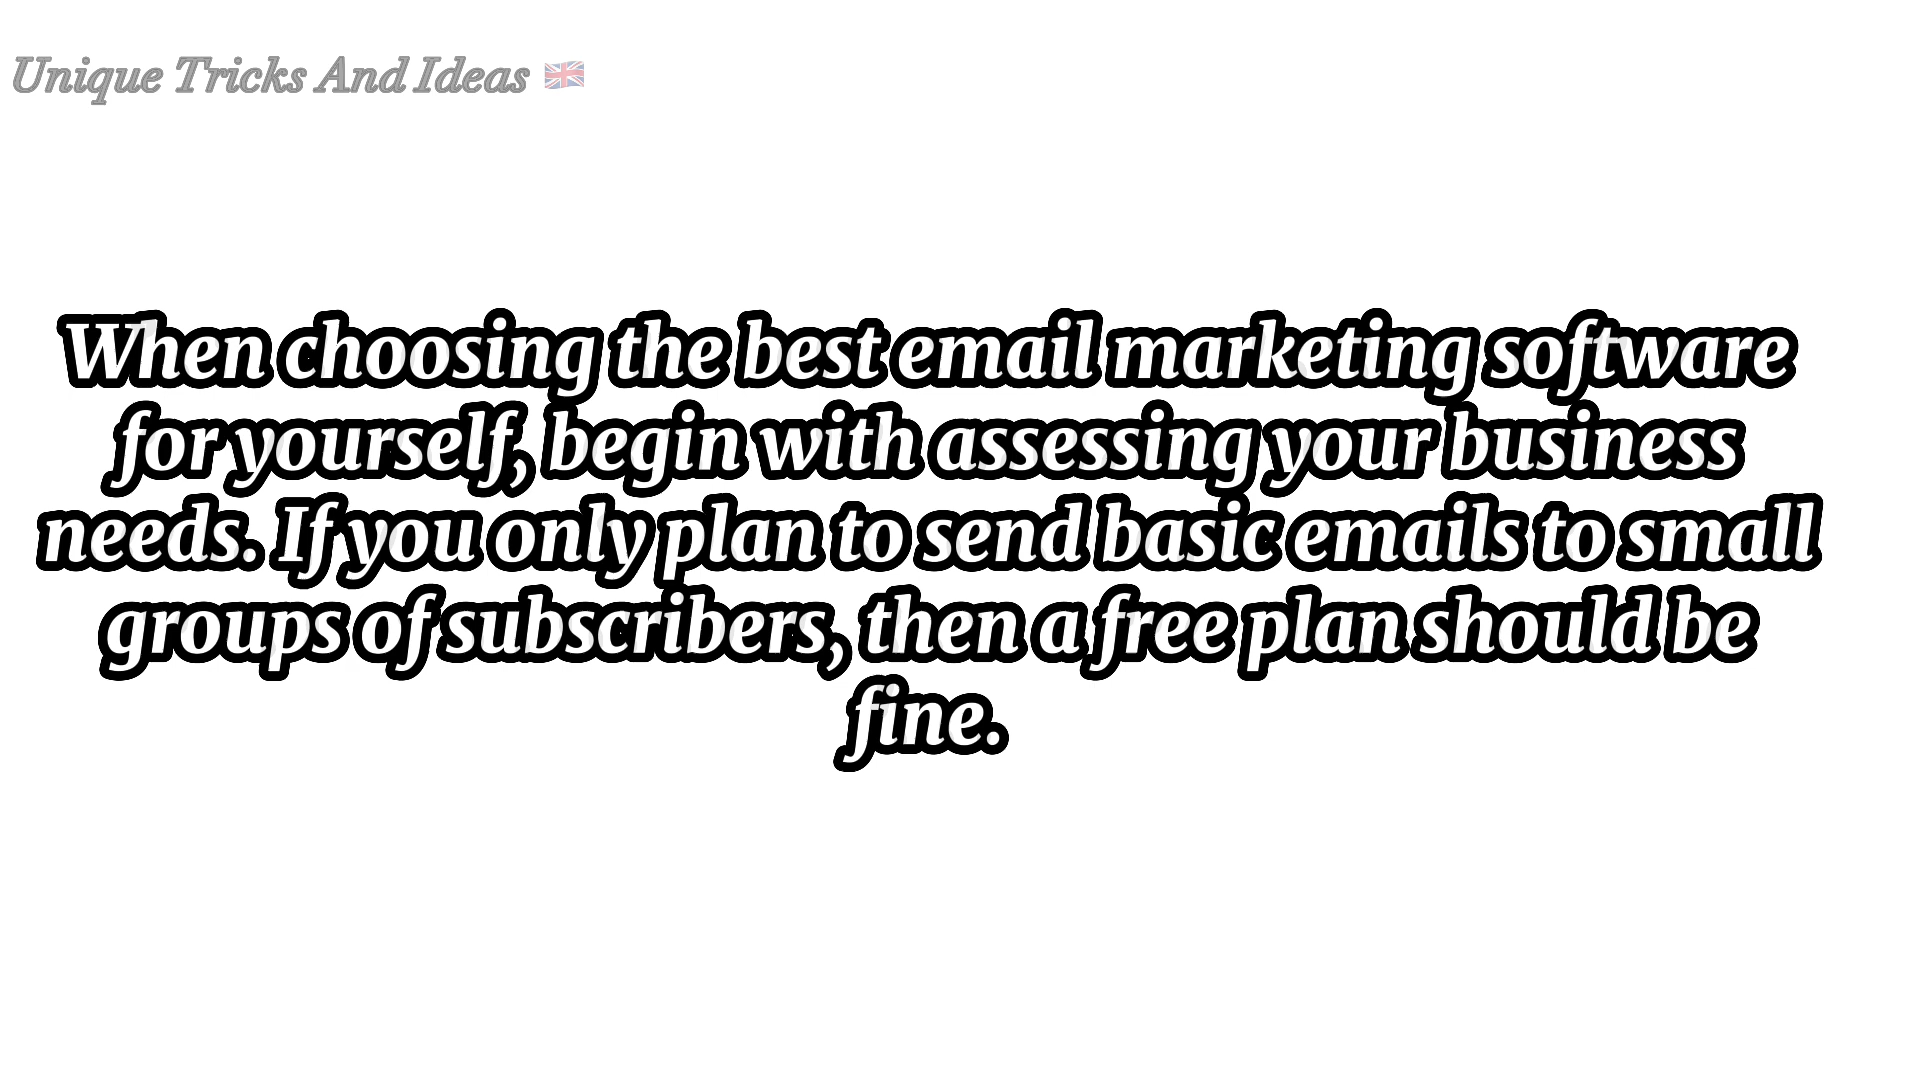 Unique Tricks And Ideas 🇬🇧
When choosing the best email marketing software
for yourself, begin with assessing your business
needs. If you only plan to send basic emails to small
groups of subscribers, then a free plan should be
fine.